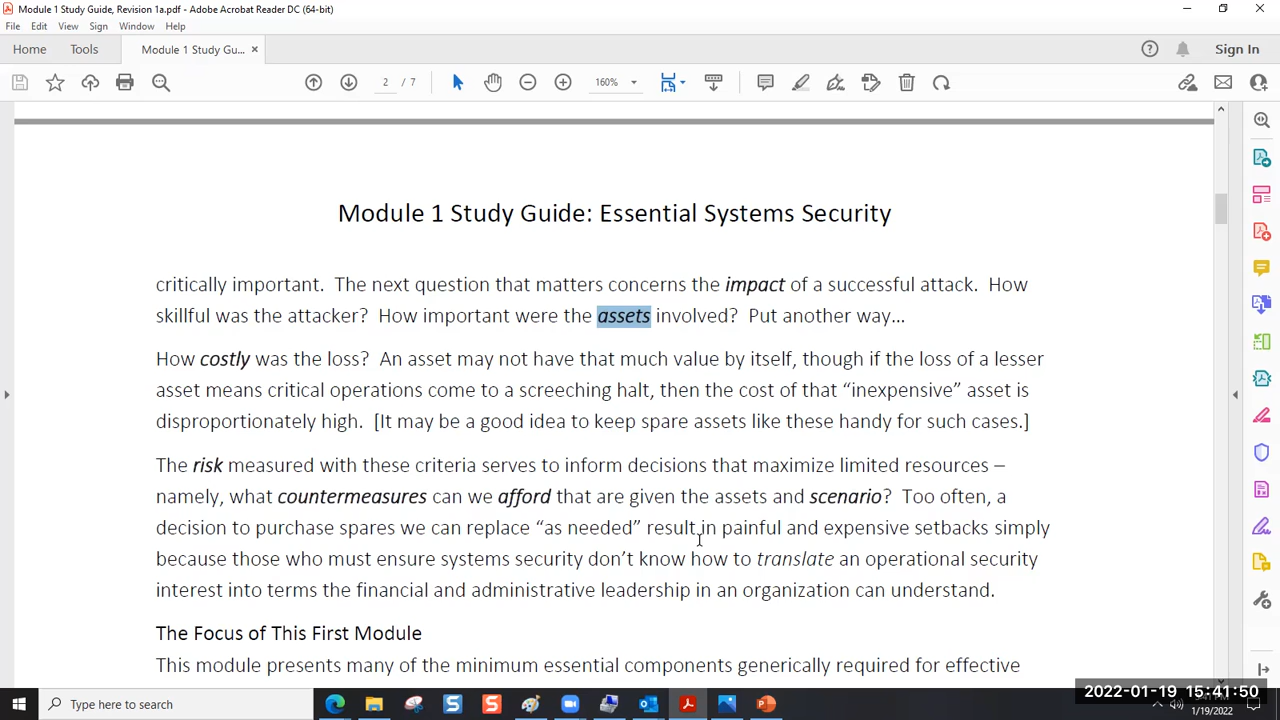 Module 1 Study Guide, Revision 1a.pdf - Adobe Acrobat Reader DC (64-bit)
File Edit View Sign Window Help
Home Tools Module 1 Study Gu... × Sign In
2 / 7 160%
Module 1 Study Guide: Essential Systems Security
critically important. The next question that matters concerns the impact of a successful attack. How
skillful was the attacker? How important were the assets involved? Put another way…
How costly was the loss? An asset may not have that much value by itself, though if the loss of a lesser
asset means critical operations come to a screeching halt, then the cost of that “inexpensive” asset is
disproportionately high. [It may be a good idea to keep spare assets like these handy for such cases.]
The risk measured with these criteria serves to inform decisions that maximize limited resources –
namely, what countermeasures can we afford that are given the assets and scenario? Too often, a
decision to purchase spares we can replace “as needed” result in painful and expensive setbacks simply
because those who must ensure systems security don’t know how to translate an operational security
interest into terms the financial and administrative leadership in an organization can understand.
The Focus of This First Module
This module presents many of the minimum essential components generically required for effective
Type here to search
2022-01-19 15:41:50
1/19/2022